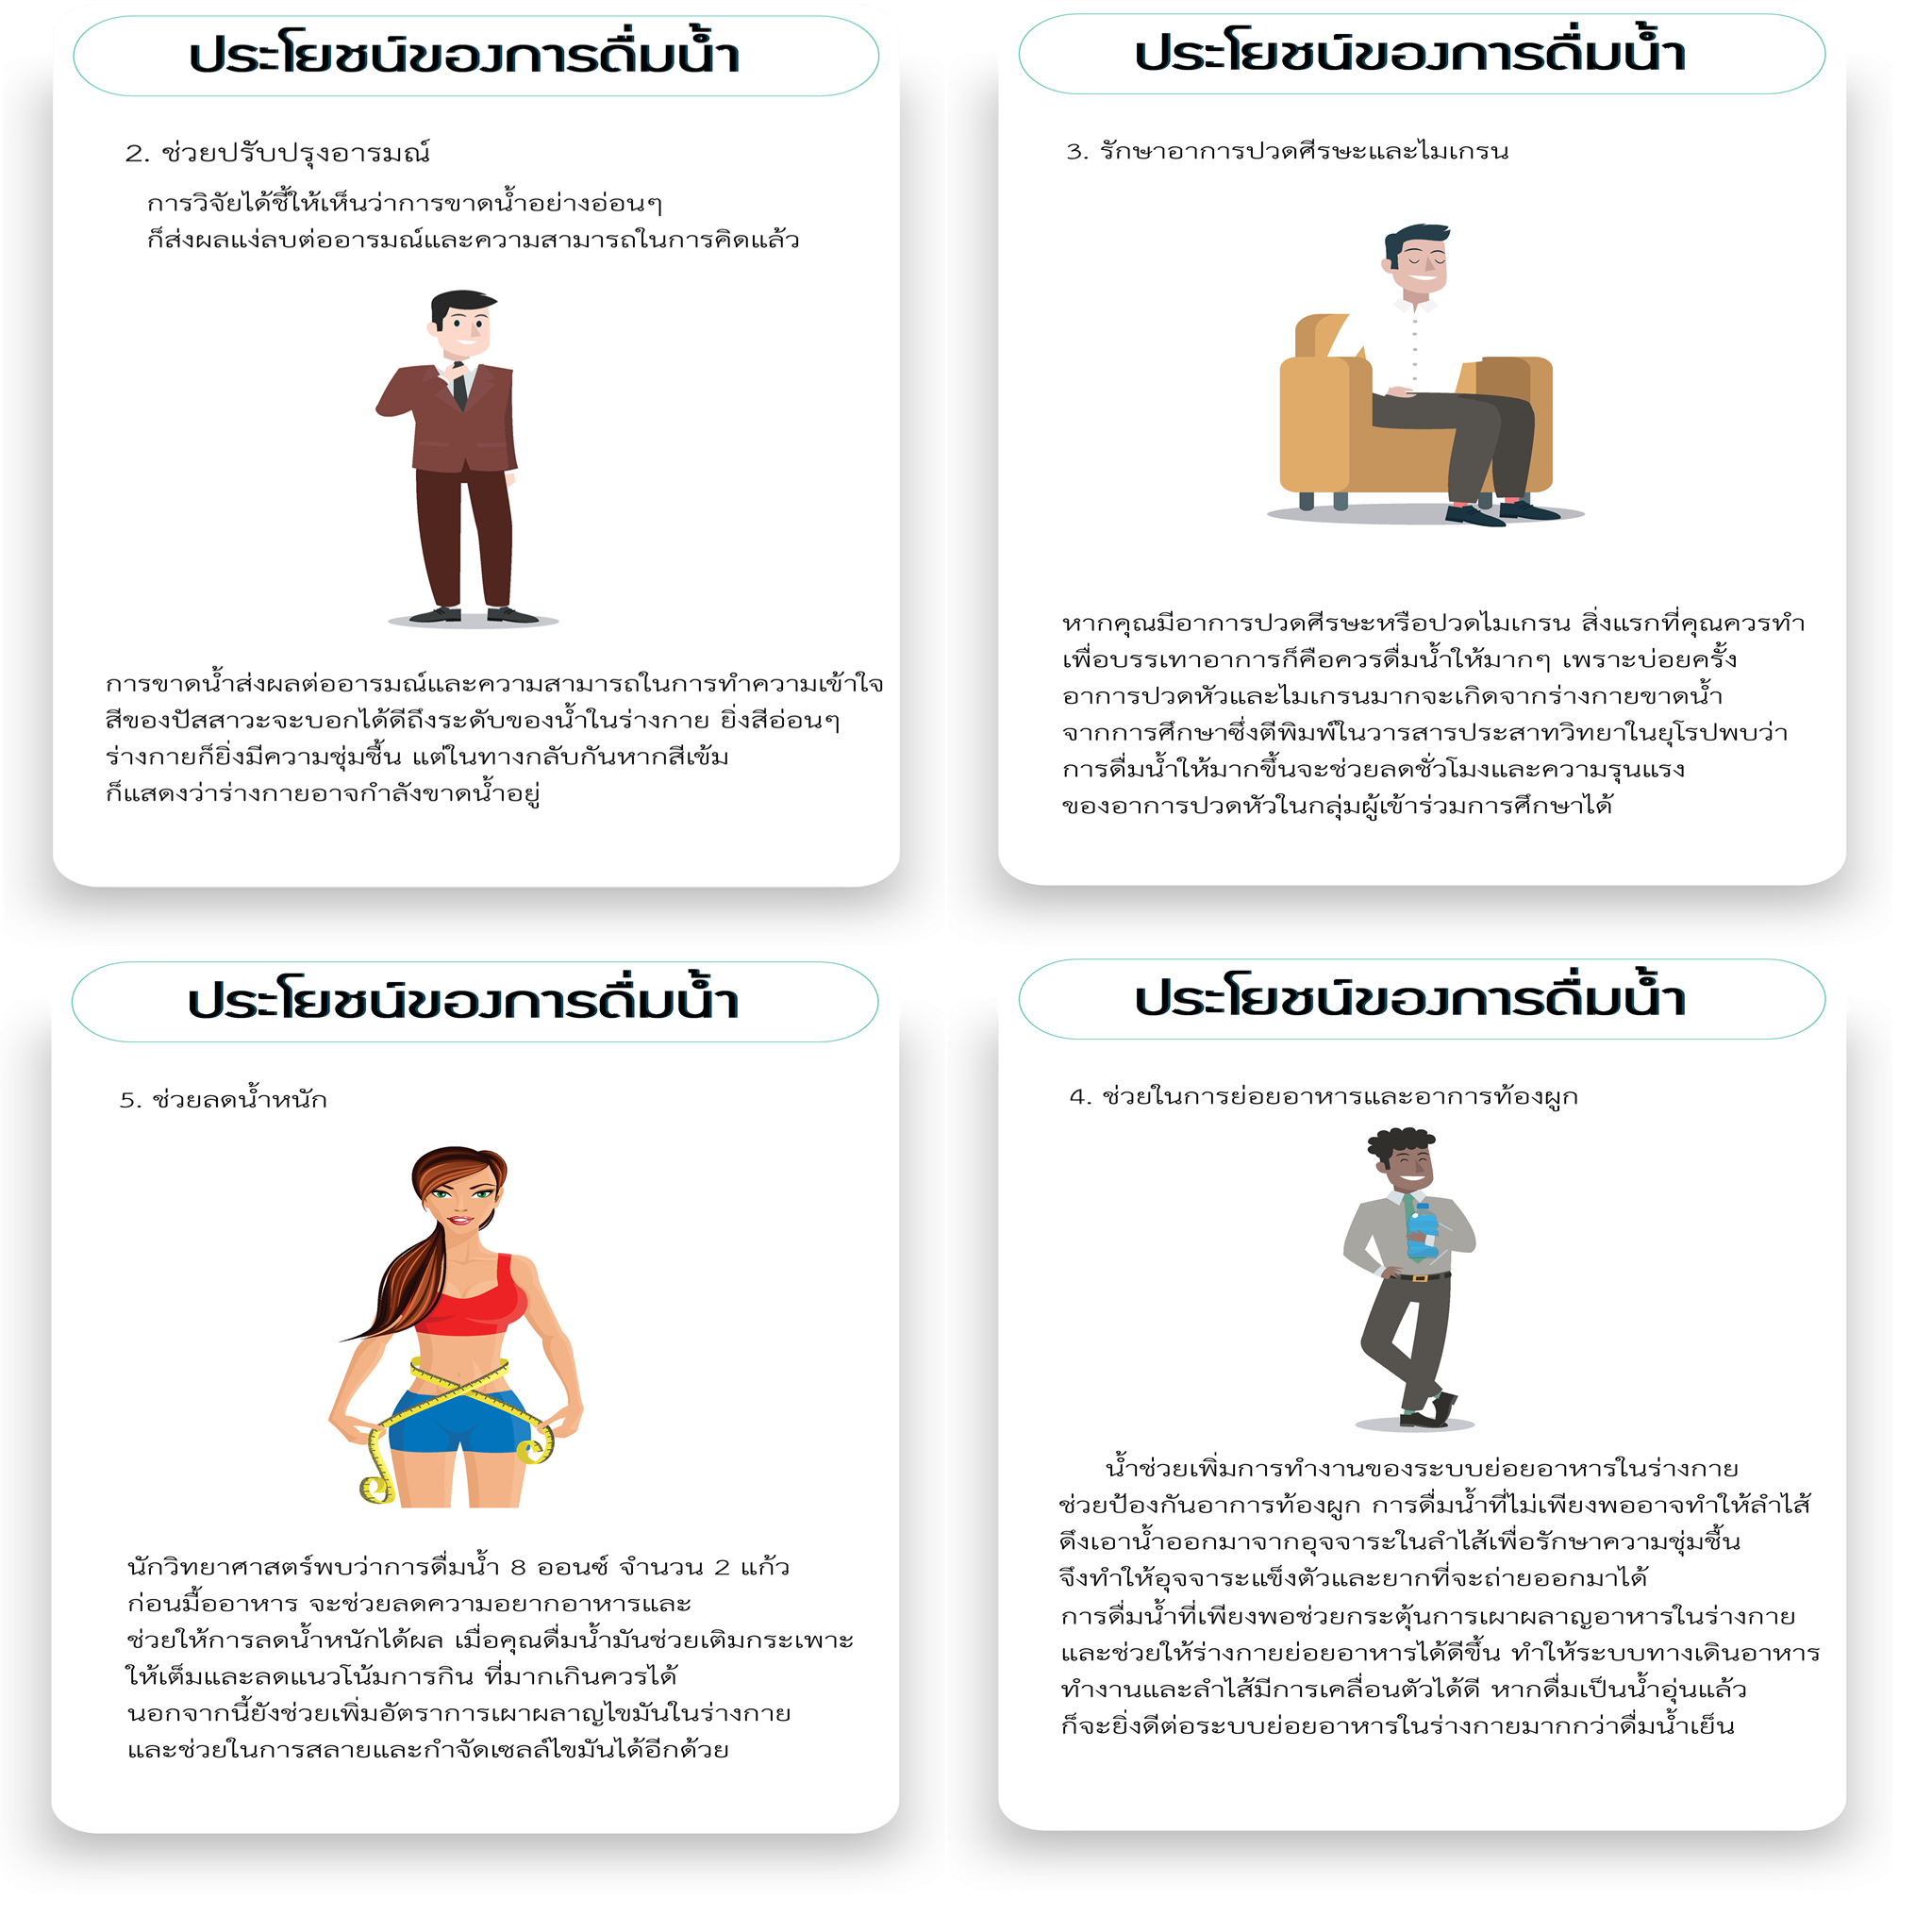 ประโยชน์ของการดื่มน้ำ
2. ช่วยปรับปรุงอารมณ์
การวิจัยได้ชี้ให้เห็นว่าการขาดน้ำอย่างอ่อนๆ
ก็ส่งผลแง่ลบต่ออารมณ์และความสามารถในการคิดแล้ว
การขาดน้ำส่งผลต่ออารมณ์และความสามารถในการทำความเข้าใจ
สีของปัสสาวะจะบอกได้ดีถึงระดับของน้ำในร่างกาย ยิ่งสีอ่อนๆ
ร่างกายก็ยิ่งมีความชุ่มชื้น แต่ในทางกลับกันหากสีเข้ม
ก็แสดงว่าร่างกายอาจกำลังขาดน้ำอยู่
ประโยชน์ของการดื่มน้ำ
3. รักษาอาการปวดศีรษะและไมเกรน
หากคุณมีอาการปวดศีรษะหรือปวดไมเกรน สิ่งแรกที่คุณควรทำ
เพื่อบรรเทาอาการก็คือควรดื่มน้ำให้มากๆ เพราะบ่อยครั้ง
อาการปวดหัวและไมเกรนมากจะเกิดจากร่างกายขาดน้ำ
จากการศึกษาซึ่งตีพิมพ์ในวารสารประสาทวิทยาในยุโรปพบว่า
การดื่มน้ำให้มากขึ้นจะช่วยลดชั่วโมงและความรุนแรง
ของอาการปวดหัวในกลุ่มผู้เข้าร่วมการศึกษาได้
ประโยชน์ของการดื่มน้ำ
5. ช่วยลดน้ำหนัก
นักวิทยาศาสตร์พบว่าการดื่มน้ำ 8 ออนซ์ จำนวน 2 แก้ว
ก่อนมื้ออาหาร จะช่วยลดความอยากอาหารและ
ช่วยให้การลดน้ำหนักได้ผล เมื่อคุณดื่มน้ำมันช่วยเติมกระเพาะ
ให้เต็มและลดแนวโน้มการกิน ที่มากเกินควรได้
นอกจากนี้ยังช่วยเพิ่มอัตราการเผาผลาญไขมันในร่างกาย
และช่วยในการสลายและกำจัดเซลล์ไขมันได้อีกด้วย
ประโยชน์ของการดื่มน้ำ
4. ช่วยในการย่อยอาหารและอาการท้องผูก
น้ำช่วยเพิ่มการทำงานของระบบย่อยอาหารในร่างกาย
ช่วยป้องกันอาการท้องผูก การดื่มน้ำที่ไม่เพียงพออาจทำให้ลำไส้
ดึงเอาน้ำออกมาจากอุจจาระในลำไส้เพื่อรักษาความชุ่มชื้น
จึงทำให้อุจจาระแข็งตัวและยากที่จะถ่ายออกมาได้
การดื่มน้ำที่เพียงพอช่วยกระตุ้นการเผาผลาญอาหารในร่างกาย
และช่วยให้ร่างกายย่อยอาหารได้ดีขึ้น ทำให้ระบบทางเดินอาหาร
ทำงานและลำไส้มีการเคลื่อนตัวได้ดี หากดื่มเป็นน้ำอุ่นแล้ว
ก็จะยิ่งดีต่อระบบย่อยอาหารในร่างกายมากกว่าดื่มน้ำเย็น